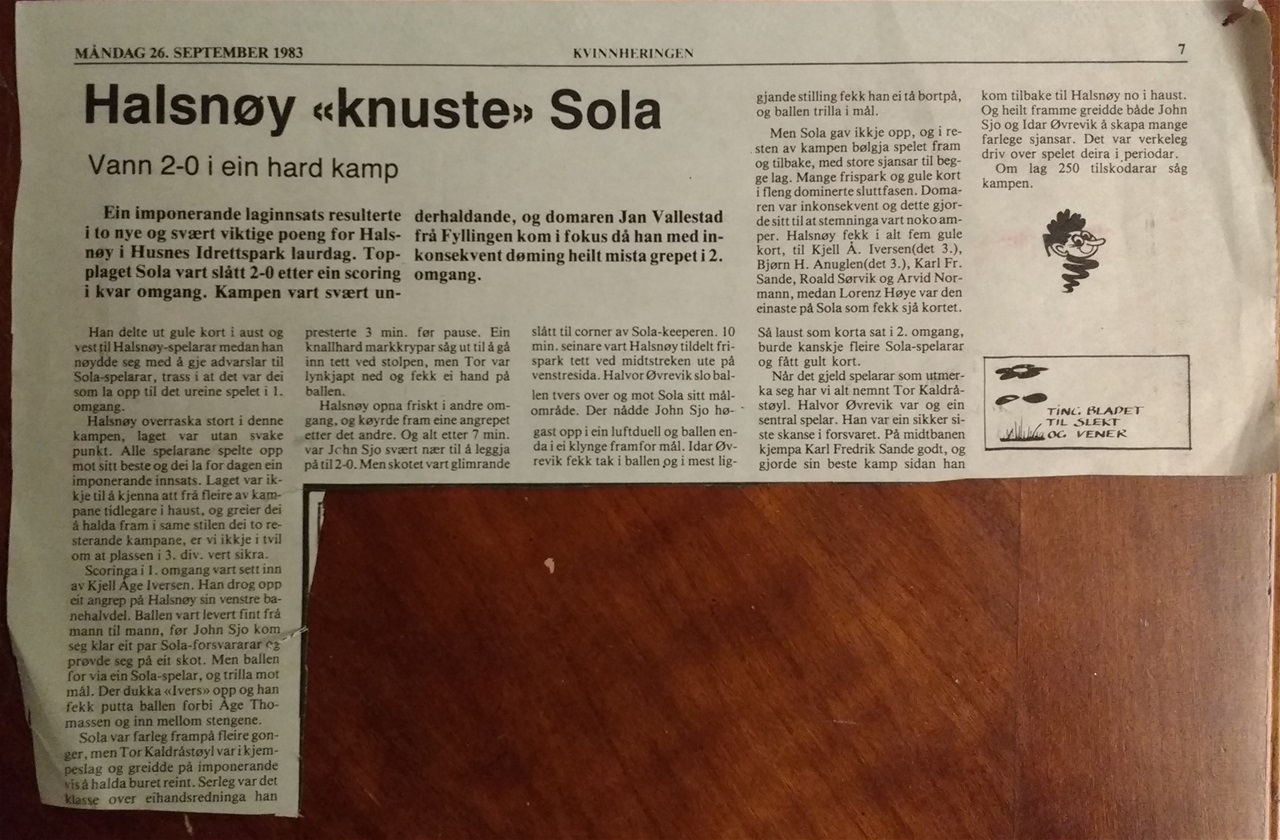 MÅNDAG 26. SEPTEMBER 1983
KVINNHERINGEN
7
Halsnøy «knuste» Sola
Vann 2-0 i ein hard kamp
Ein imponerande laginnsats resulterte
i to nye og svært viktige poeng for Hals-
nøy i Husnes Idrettspark laurdag. Top-
plaget Sola vart slått 2-0 etter ein scoring
i kvar omgang. Kampen vart svært un-
derhaldande, og domaren Jan Vallestad
frå Fyllingen kom i fokus då han med in-
konsekvent døming heilt mista grepet i 2.
omgang.
Han delte ut gule kort i aust og
vest til Halsnøy-spelarar medan han
nøydde seg med å gje advarslar til
Sola-spelarar, trass i at det var dei
som la opp til det ureine spelet i 1.
omgang.
Halsnøy overraska stort i denne
kampen, laget var utan svake
punkt. Alle spelarane spelte opp
mot sitt beste og dei la for dagen ein
imponerande innsats. Laget var ik-
kje til å kjenna att frå fleire av kam-
pane tidlegare i haust, og greier dei
å halda fram i same stilen dei to re-
sterande kampane, er vi ikkje i tvil
om at plassen i 3. div. vert sikra.
Scoringa i 1. omgang vart sett inn
av Kjell Åge Iversen. Han drog opp
eit angrep på Halsnøy sin venstre ba-
nehalvdel. Ballen vart levert fint frå
mann til mann, før John Sjo kom
seg klar eit par Sola-forsvararar og
prøvde seg på eit skot. Men ballen
for via ein Sola-spelar, og trilla mot
mål. Der dukka «Ivers» opp og han
fekk putta ballen forbi Åge Tho-
massen og inn mellom stengene.
Sola var farleg frampå fleire gon-
ger, men Tor Kaldråstøyl var i kjem-
peslag og greidde på imponerande
vis å halda buret reint. Serleg var det
klasse over eihandsredninga han
presterte 3 min. før pause. Ein
knallhard markkrypar såg ut til å gå
inn tett ved stolpen, men Tor var
lynkjapt ned og fekk ei hand på
ballen.
Halsnøy opna friskt i andre om-
gang, og køyrde fram eine angrepet
etter det andre. Og alt etter 7 min.
var John Sjo svært nær til å leggja
på til 2-0. Men skotet vart glimrande
slått til corner av Sola-keeperen. 10
min. seinare vart Halsnøy tildelt fri-
spark tett ved midtstreken ute på
venstresida. Halvor Øvrevik slo bal-
len tvers over og mot Sola sitt mål-
område. Der nådde John Sjo hø-
gast opp i ein luftduell og ballen en-
da i ei klynge framfor mål. Idar Øv-
revik fekk tak i ballen og i mest lig-
gjande stilling fekk han ei tå bortpå,
og ballen trilla i mål.
Men Sola gav ikkje opp, og i re-
sten av kampen bølgja spelet fram
og tilbake, med store sjansar til beg-
ge lag. Mange frispark og gule kort
i fleng dominerte sluttfasen. Doma-
ren var inkonsekvent og dette gjor-
de sitt til at stemninga vart noko am-
per. Halsnøy fekk i alt fem gule
kort, til Kjell Å. Iversen(det 3.),
Bjørn H. Anuglen(det 3.), Karl Fr.
Sande, Roald Sørvik og Arvid Nor-
mann, medan Lorenz Høye var den
einaste på Sola som fekk sjå kortet.
Så laust som korta sat i 2. omgang,
burde kanskje fleire Sola-spelarar
og fått gult kort.
Når det gjeld spelarar som utmer-
ka seg har vi alt nemnt Tor Kaldrå-
støyl. Halvor Øvrevik var og ein
sentral spelar. Han var ein sikker si-
ste skanse i forsvaret. På midtbanen
kjempa Karl Fredrik Sande godt, og
gjorde sin beste kamp sidan han
kom tilbake til Halsnøy no i haust.
Og heilt framme greidde både John
Sjo og Idar Øvrevik å skapa mange
farlege sjansar. Det var verkeleg
driv over spelet deira i periodar.
Om lag 250 tilskodarar såg
kampen.
TING BLADET
TIL SLEKT
OG VENER